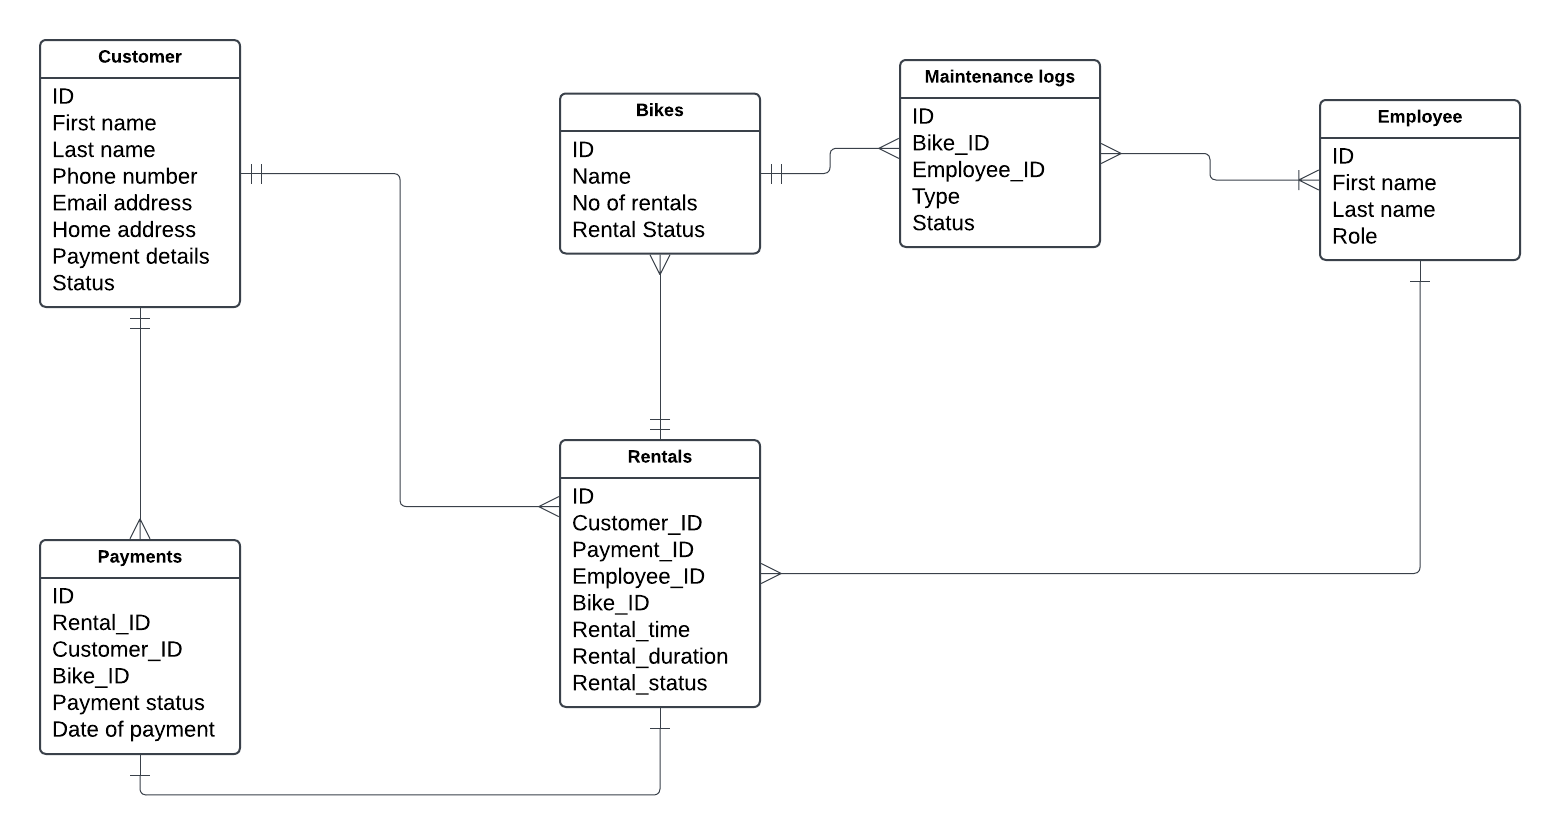 Customer
ID
First name
Last name
Phone number
Email address
Home address
Payment details
Status
Bikes
ID
Name
No of rentals
Rental Status
Maintenance logs
ID
Bike_ID
Employee_ID
Type
Status
Employee
ID
First name
Last name
Role
Payments
ID
Rental_ID
Customer_ID
Bike_ID
Payment status
Date of payment
Rentals
ID
Customer_ID
Payment_ID
Employee_ID
Bike_ID
Rental_time
Rental_duration
Rental_status